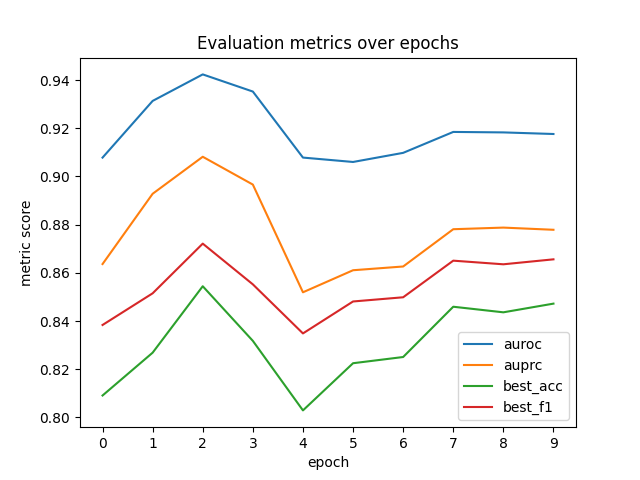 Evaluation metrics over epochs
metric score
0.94
0.92
0.90
0.88
0.86
0.84
0.82
0.80
auroc
auprc
best_acc
best_f1
0 1 2 3 4 5 6 7 8 9
epoch